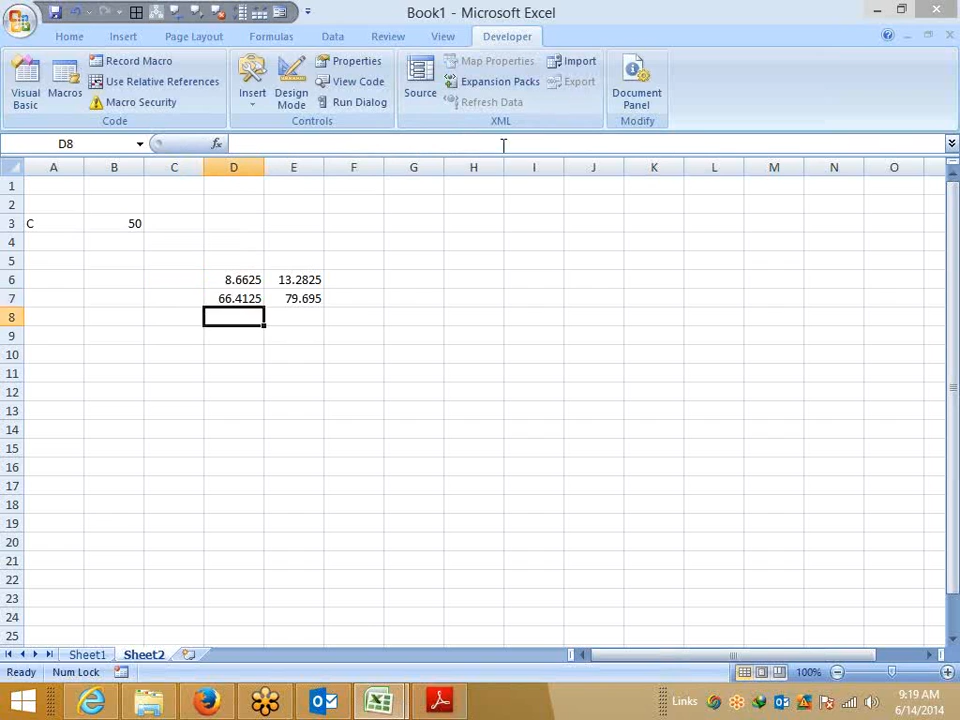 Book1 - Microsoft Excel
Home Insert Page Layout Formulas Data Review View Developer
Visual Basic
Macros
Record Macro
Use Relative References
Macro Security
Code
Insert
Design Mode
Properties
View Code
Run Dialog
Controls
Source
Map Properties
Expansion Packs
Refresh Data
Import
Export
XML
Document Panel
Modify
D8 fx
A B C D E F G H I J K L M N O
1
2
3 C 50
4
5
6 8.6625 13.2825
7 66.4125 79.695
8
9
10
11
12
13
14
15
16
17
18
19
20
21
22
23
24
25
Sheet1 Sheet2
Ready Num Lock 100%
Links 9:19 AM
6/14/2014